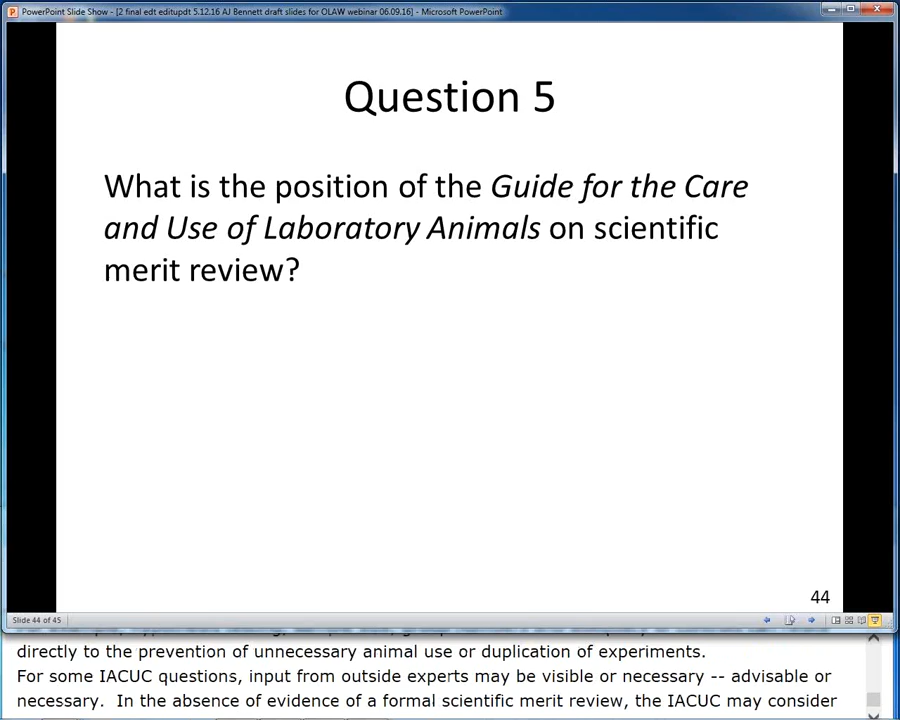 PowerPoint Slide Show - [2 final edt editupdt 5.12.16 AJ Bennett draft slides for OLAW webinar 06.09.16] - Microsoft PowerPoint
Question 5
What is the position of the Guide for the Care
and Use of Laboratory Animals on scientific
merit review?
44
Slide 44 of 45
directly to the prevention of unnecessary animal use or duplication of experiments.
For some IACUC questions, input from outside experts may be visible or necessary -- advisable or
necessary.  In the absence of evidence of a formal scientific merit review, the IACUC may consider